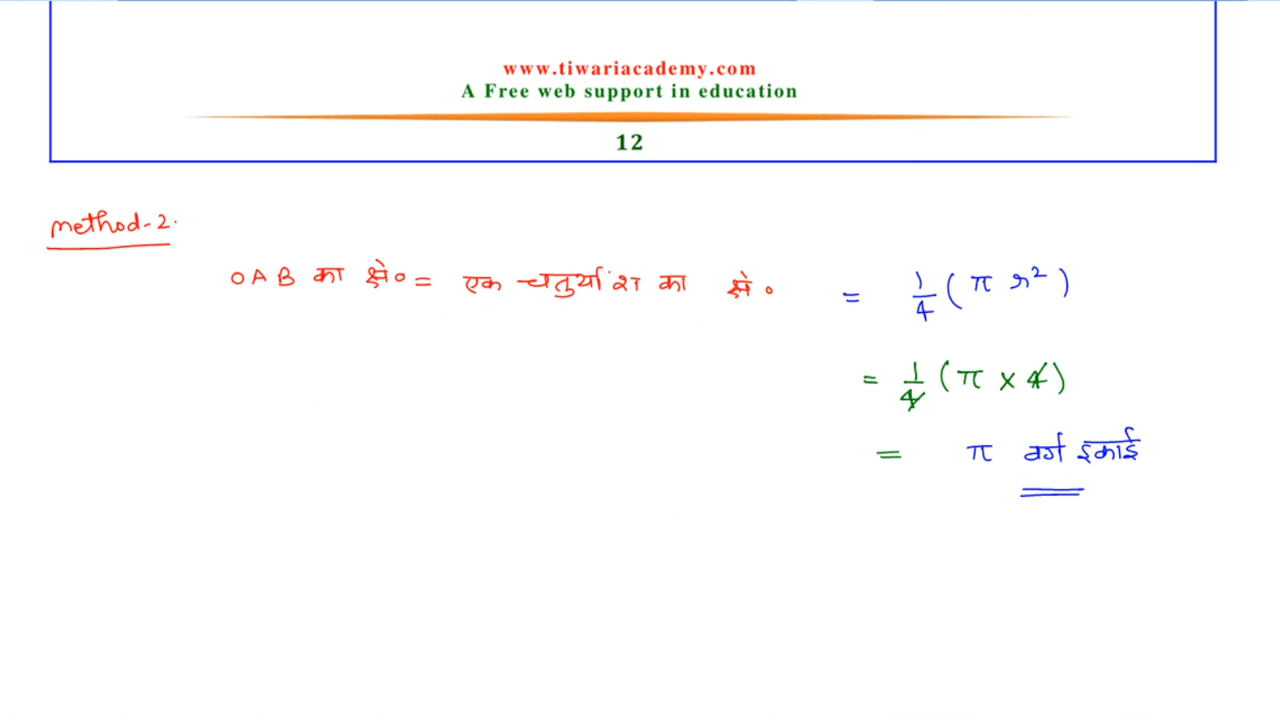 www.tiwariacademy.com
A Free web support in education
12
Method-2.
OAB का क्षे० = एक चतुर्थांश का क्षे० = 1/4 ( π r² )
= 1/4 ( π × 4 )
= π वर्ग इकाई